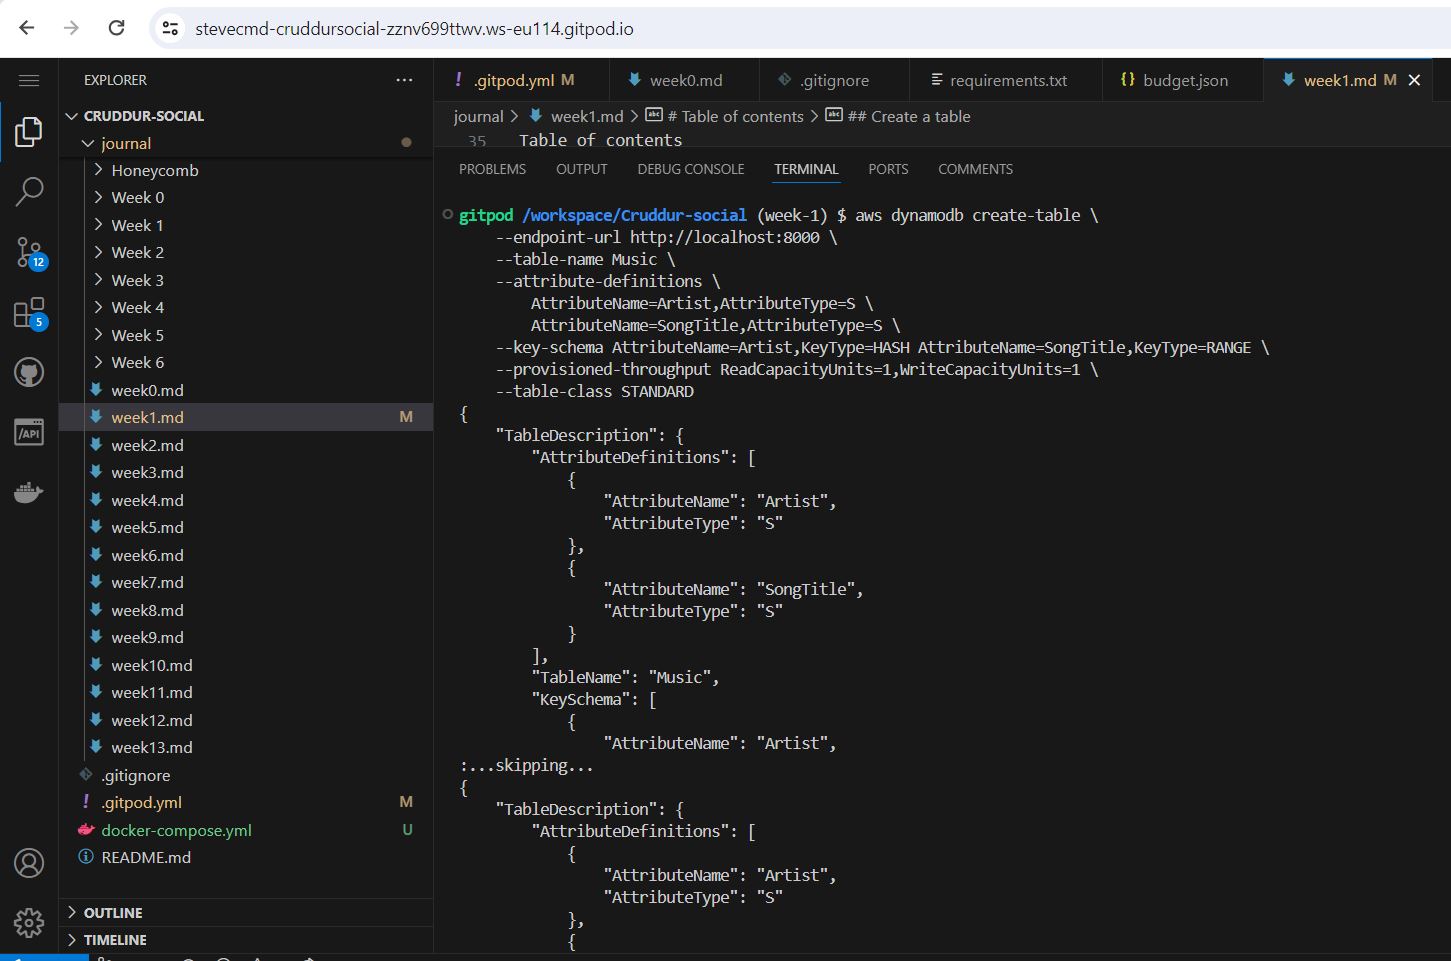 stevecmd-cruddursocial-zznv699ttwv.ws-eu114.gitpod.io
EXPLORER
CRUDDUR-SOCIAL
journal
Honeycomb
Week 0
Week 1
Week 2
Week 3
Week 4
Week 5
Week 6
week0.md
week1.md M
week2.md
week3.md
week4.md
week5.md
week6.md
week7.md
week8.md
week9.md
week10.md
week11.md
week12.md
week13.md
.gitignore
.gitpod.yml M
docker-compose.yml U
README.md
OUTLINE
TIMELINE
12
5
/API
.gitpod.yml M week0.md .gitignore requirements.txt budget.json week1.md M
journal > week1.md > # Table of contents > ## Create a table
35 Table of contents
PROBLEMS OUTPUT DEBUG CONSOLE TERMINAL PORTS COMMENTS
gitpod /workspace/Cruddur-social (week-1) $ aws dynamodb create-table \
--endpoint-url http://localhost:8000 \
--table-name Music \
--attribute-definitions \
AttributeName=Artist,AttributeType=S \
AttributeName=SongTitle,AttributeType=S \
--key-schema AttributeName=Artist,KeyType=HASH AttributeName=SongTitle,KeyType=RANGE \
--provisioned-throughput ReadCapacityUnits=1,WriteCapacityUnits=1 \
--table-class STANDARD
{
"TableDescription": {
"AttributeDefinitions": [
{
"AttributeName": "Artist",
"AttributeType": "S"
},
{
"AttributeName": "SongTitle",
"AttributeType": "S"
}
],
"TableName": "Music",
"KeySchema": [
{
"AttributeName": "Artist",
:...skipping...
{
"TableDescription": {
"AttributeDefinitions": [
{
"AttributeName": "Artist",
"AttributeType": "S"
},
{